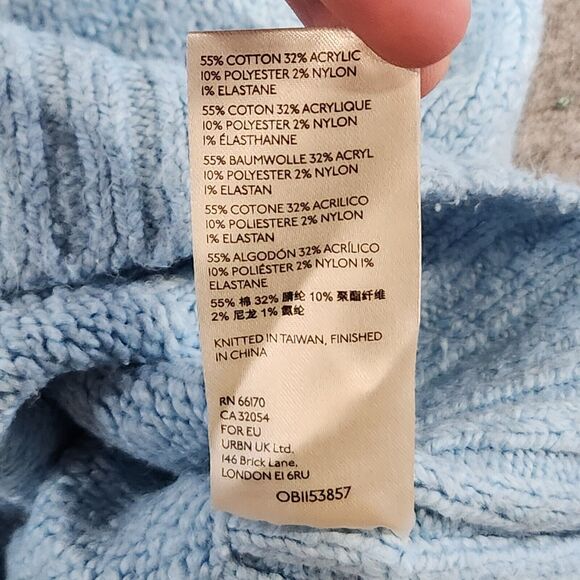 55% COTTON 32% ACRYLIC
10% POLYESTER 2% NYLON
1% ELASTANE
55% COTON 32% ACRYLIQUE
10% POLYESTER 2% NYLON
1% ÉLASTHANNE
55% BAUMWOLLE 32% ACRYL
10% POLYESTER 2% NYLON
1% ELASTAN
55% COTONE 32% ACRILICO
10% POLIESTERE 2% NYLON
1% ELASTAN
55% ALGODÓN 32% ACRÍLICO
10% POLIÉSTER 2% NYLON 1%
ELASTANE
55% 棉 32% 腈纶 10% 聚酯纤维
2% 尼龙 1% 氨纶
KNITTED IN TAIWAN, FINISHED
IN CHINA
RN 66170
CA 32054
FOR EU
URBN UK Ltd.
146 Brick Lane,
LONDON E1 6RU
OB1153857